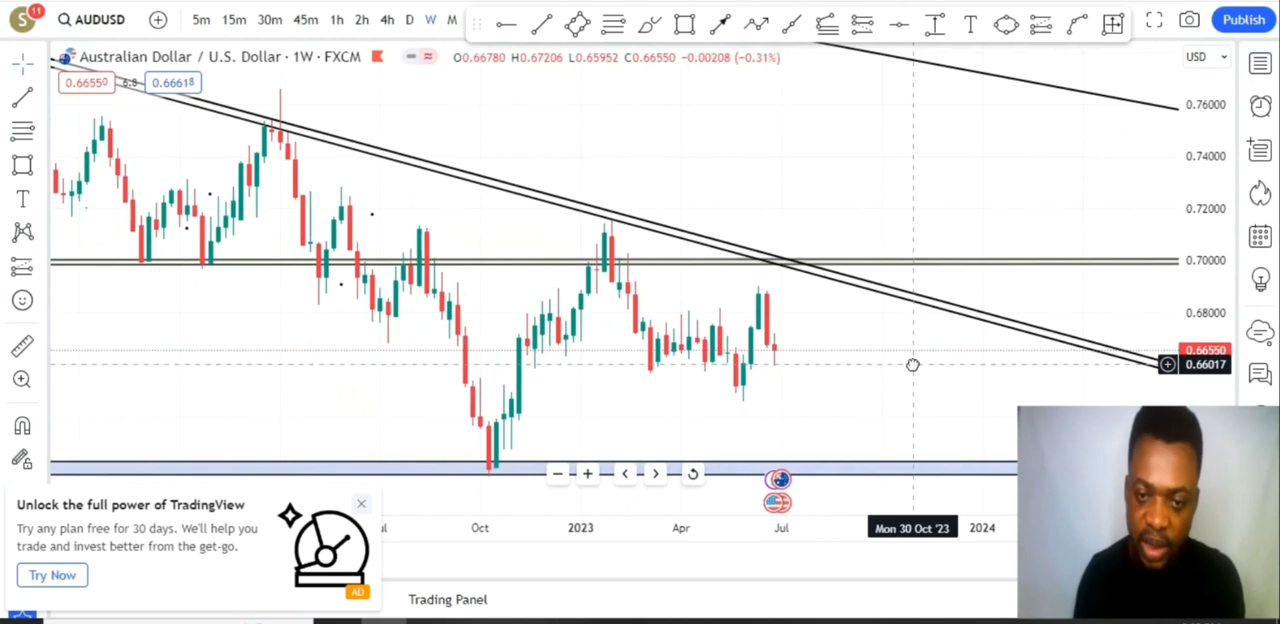 S 11 AUDUSD 5m 15m 30m 45m 1h 2h 4h D W M T Publish
Australian Dollar / U.S. Dollar · 1W · FXCM O0.66780 H0.67206 L0.65952 C0.66550 −0.00208 (−0.31%) USD
0.66550 6.8 0.66618
0.76000
0.74000
0.72000
0.70000
0.68000
0.66550
0.66017
Oct 2023 Apr Jul Mon 30 Oct '23 2024
Unlock the full power of TradingView
Try any plan free for 30 days. We'll help you
trade and invest better from the get-go.
Try Now
AD
Trading Panel